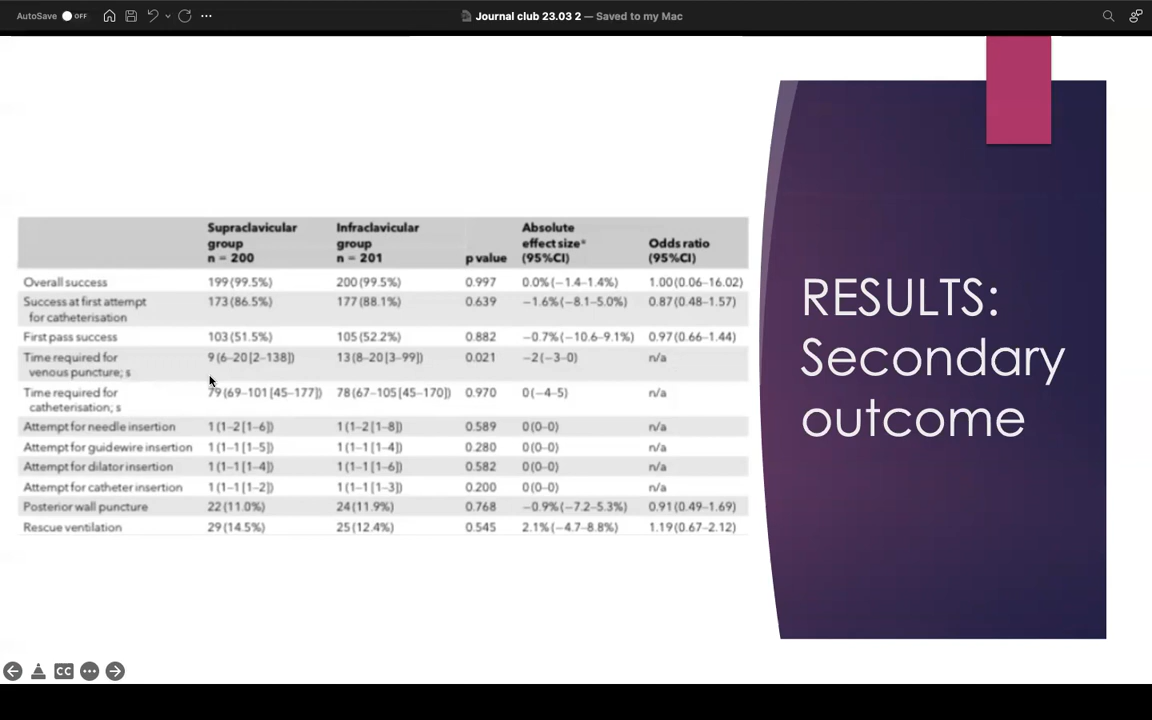 AutoSave OFF
Journal club 23.03 2 — Saved to my Mac
Supraclavicular group n = 200 Infraclavicular group n = 201 p value Absolute effect size* (95%CI) Odds ratio (95%CI)
Overall success 199 (99.5%) 200 (99.5%) 0.997 0.0% (−1.4–1.4%) 1.00 (0.06–16.02)
Success at first attempt for catheterisation 173 (86.5%) 177 (88.1%) 0.639 −1.6% (−8.1–5.0%) 0.87 (0.48–1.57)
First pass success 103 (51.5%) 105 (52.2%) 0.882 −0.7% (−10.6–9.1%) 0.97 (0.66–1.44)
Time required for venous puncture; s 9 (6–20 [2–138]) 13 (8–20 [3–99]) 0.021 −2 (−3–0) n/a
Time required for catheterisation; s 79 (69–101 [45–177]) 78 (67–105 [45–170]) 0.970 0 (−4–5) n/a
Attempt for needle insertion 1 (1–2 [1–6]) 1 (1–2 [1–8]) 0.589 0 (0–0) n/a
Attempt for guidewire insertion 1 (1–1 [1–5]) 1 (1–1 [1–4]) 0.280 0 (0–0) n/a
Attempt for dilator insertion 1 (1–1 [1–4]) 1 (1–1 [1–6]) 0.582 0 (0–0) n/a
Attempt for catheter insertion 1 (1–1 [1–2]) 1 (1–1 [1–3]) 0.200 0 (0–0) n/a
Posterior wall puncture 22 (11.0%) 24 (11.9%) 0.768 −0.9% (−7.2–5.3%) 0.91 (0.49–1.69)
Rescue ventilation 29 (14.5%) 25 (12.4%) 0.545 2.1% (−4.7–8.8%) 1.19 (0.67–2.12)
RESULTS:
Secondary
outcome
CC